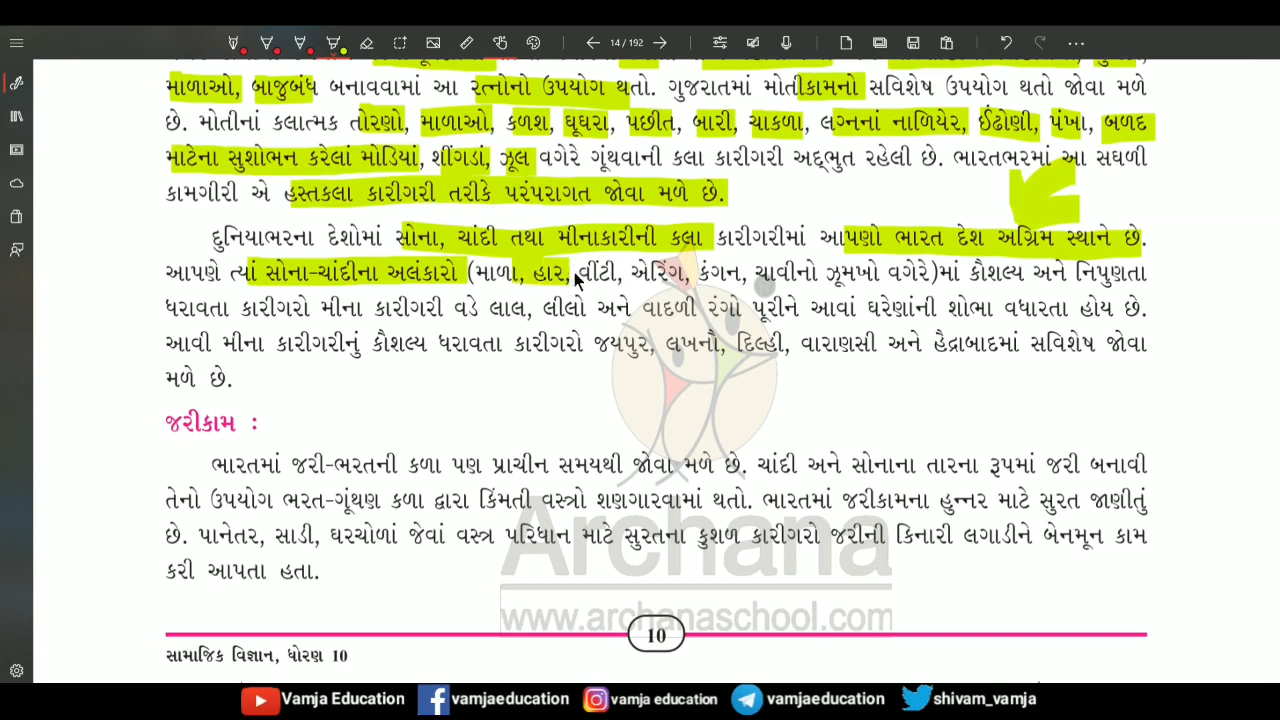 14 / 192
માળાઓ, બાજુબંધ બનાવવામાં આ રત્નોનો ઉપયોગ થતો. ગુજરાતમાં મોતીકામનો સવિશેષ ઉપયોગ થતો જોવા મળે
છે. મોતીનાં કલાત્મક તોરણો, માળાઓ, કળશ, ઘૂઘરા, પછીત, બારી, ચાકળા, લગ્નનાં નાળિયેર, ઈંઢોણી, પંખા, બળદ
માટેના સુશોભન કરેલાં મોડિયાં, શીંગડાં, ઝૂલ વગેરે ગૂંથવાની કલા કારીગરી અદ્ભુત રહેલી છે. ભારતભરમાં આ સઘળી
કામગીરી એ હસ્તકલા કારીગરી તરીકે પરંપરાગત જોવા મળે છે.
દુનિયાભરના દેશોમાં સોના, ચાંદી તથા મીનાકારીની કલા કારીગરીમાં આપણો ભારત દેશ અગ્રિમ સ્થાને છે.
આપણે ત્યાં સોના-ચાંદીના અલંકારો (માળા, હાર, વીંટી, એરિંગ, કંગન, ચાવીનો ઝૂમખો વગેરે)માં કૌશલ્ય અને નિપુણતા
ધરાવતા કારીગરો મીના કારીગરી વડે લાલ, લીલો અને વાદળી રંગો પૂરીને આવાં ઘરેણાંની શોભા વધારતા હોય છે.
આવી મીના કારીગરીનું કૌશલ્ય ધરાવતા કારીગરો જયપુર, લખનૌ, દિલ્હી, વારાણસી અને હૈદ્રાબાદમાં સવિશેષ જોવા
મળે છે.
જરીકામ :
ભારતમાં જરી-ભરતની કળા પણ પ્રાચીન સમયથી જોવા મળે છે. ચાંદી અને સોનાના તારના રૂપમાં જરી બનાવી
તેનો ઉપયોગ ભરત-ગૂંથણ કળા દ્વારા કિંમતી વસ્ત્રો શણગારવામાં થતો. ભારતમાં જરીકામના હુન્નર માટે સુરત જાણીતું
છે. પાનેતર, સાડી, ઘરચોળાં જેવાં વસ્ત્ર પરિધાન માટે સુરતના કુશળ કારીગરો જરીની કિનારી લગાડીને બેનમૂન કામ
કરી આપતા હતા.
Archana
www.archanaschool.com
10
સામાજિક વિજ્ઞાન, ધોરણ 10
Vamja Education vamjaeducation vamja education vamjaeducation shivam_vamja